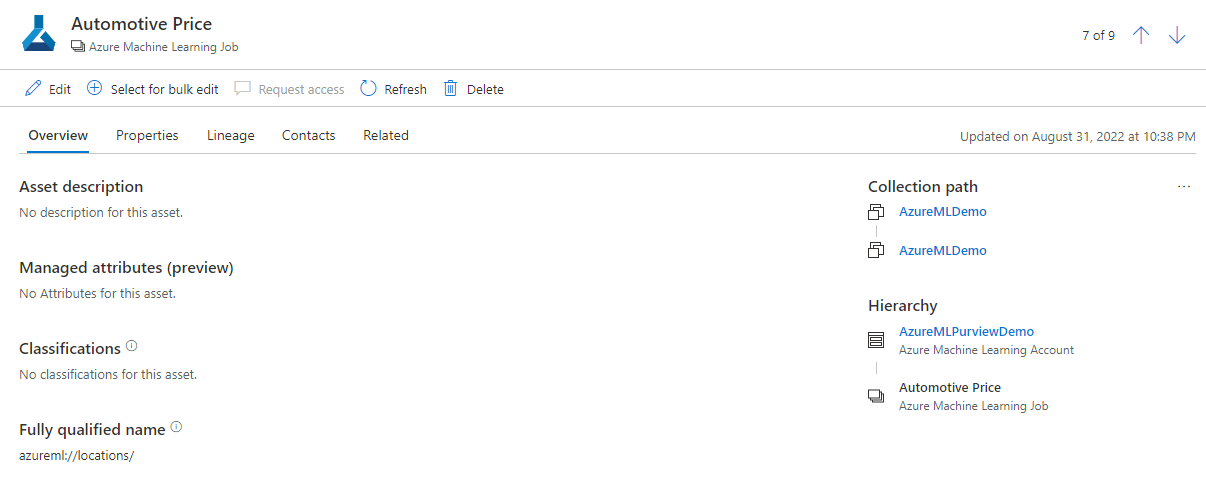 Automotive Price
Azure Machine Learning Job
7 of 9
Edit
Select for bulk edit
Request access
Refresh
Delete
Overview
Properties
Lineage
Contacts
Related
Updated on August 31, 2022 at 10:38 PM
Asset description
No description for this asset.
Managed attributes (preview)
No Attributes for this asset.
Classifications
No classifications for this asset.
Fully qualified name
azureml://locations/
Collection path
AzureMLDemo
AzureMLDemo
Hierarchy
AzureMLPurviewDemo
Azure Machine Learning Account
Automotive Price
Azure Machine Learning Job